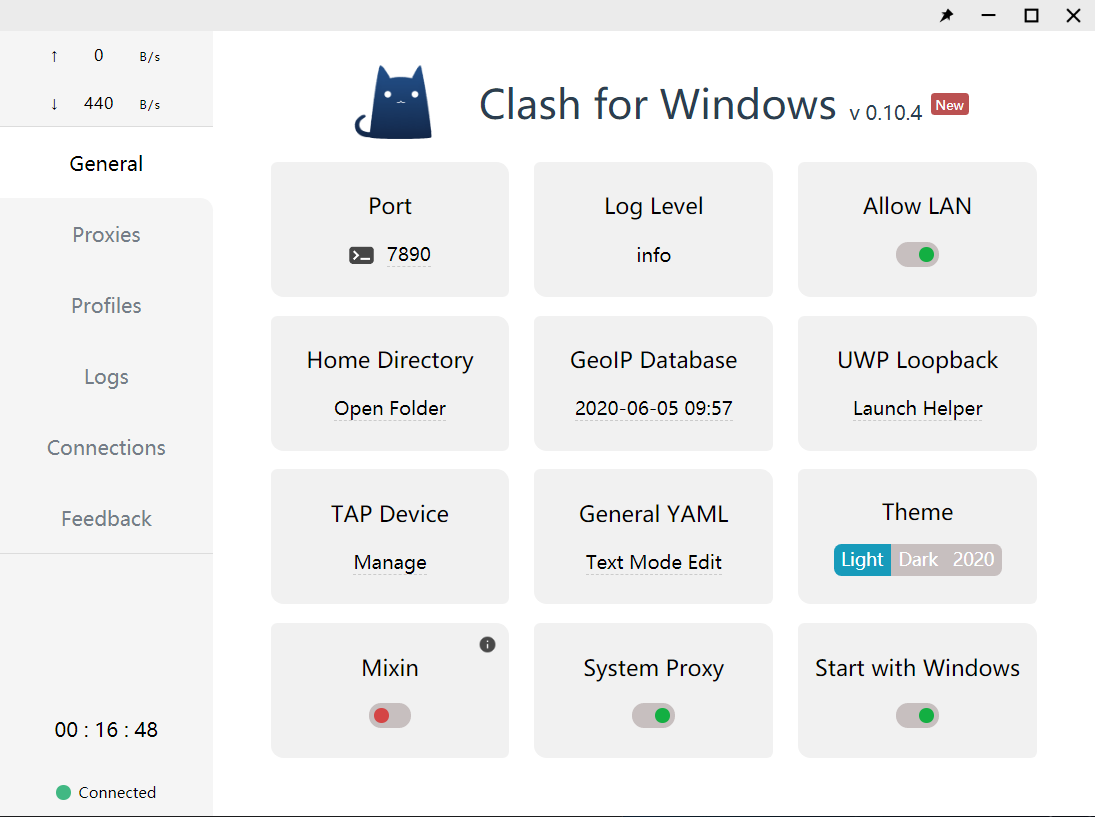 ↑ 0 B/s
↓ 440 B/s
General
Proxies
Profiles
Logs
Connections
Feedback
00 : 16 : 48
Connected
Clash for Windows v 0.10.4 New
Port
7890
Log Level
info
Allow LAN
Home Directory
Open Folder
GeoIP Database
2020-06-05 09:57
UWP Loopback
Launch Helper
TAP Device
Manage
General YAML
Text Mode Edit
Theme
Light Dark 2020
Mixin
System Proxy
Start with Windows